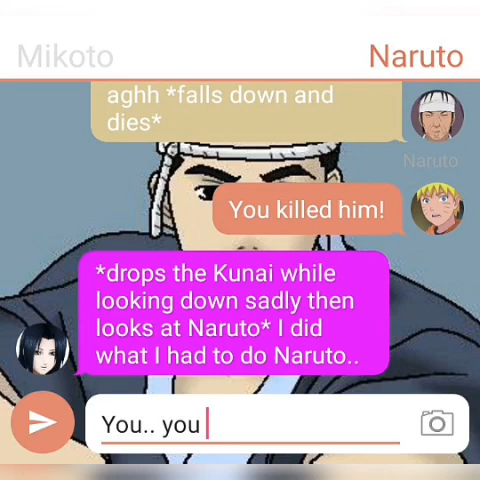 Mikoto
Naruto
aghh *falls down and
dies*
Naruto
You killed him!
*drops the Kunai while
looking down sadly then
looks at Naruto* I did
what I had to do Naruto..
You.. you